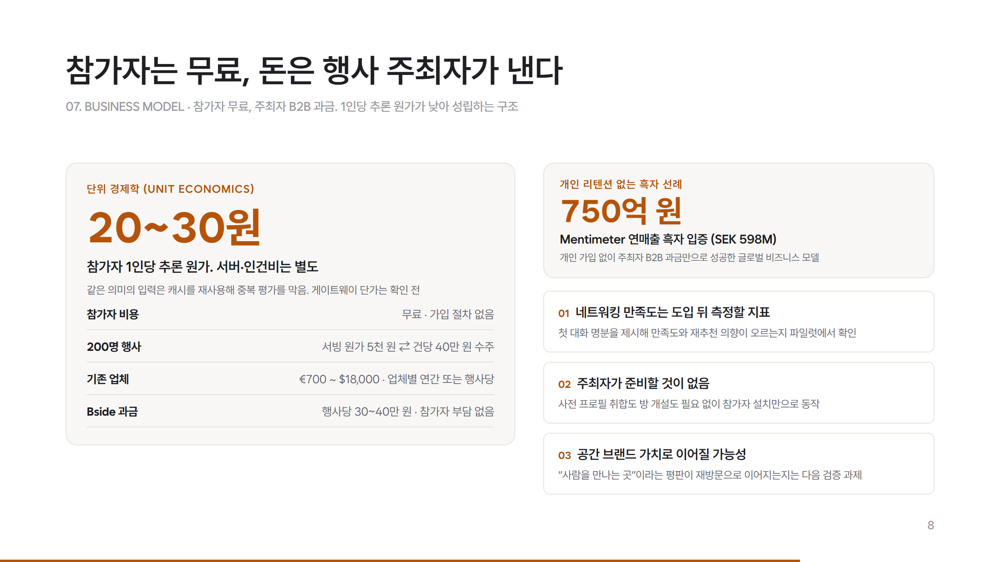 참가자는 무료, 돈은 행사 주최자가 낸다
07. BUSINESS MODEL · 참가자 무료, 주최자 B2B 과금. 1인당 추론 원가가 낮아 성립하는 구조
단위 경제학 (UNIT ECONOMICS)
20~30원
참가자 1인당 추론 원가. 서버·인건비는 별도
같은 의미의 입력은 캐시를 재사용해 중복 평가를 막음. 게이트웨이 단가는 확인 전
참가자 비용 무료 · 가입 절차 없음
200명 행사 서빙 원가 5천 원 ⇄ 건당 40만 원 수주
기존 업체 €700 ~ $18,000 · 업체별 연간 또는 행사당
Bside 과금 행사당 30~40만 원 · 참가자 부담 없음
개인 리텐션 없는 흑자 선례
750억 원
Mentimeter 연매출 흑자 입증 (SEK 598M)
개인 가입 없이 주최자 B2B 과금만으로 성공한 글로벌 비즈니스 모델
01 네트워킹 만족도는 도입 뒤 측정할 지표
첫 대화 명분을 제시해 만족도와 재추천 의향이 오르는지 파일럿에서 확인
02 주최자가 준비할 것이 없음
사전 프로필 취합도 방 개설도 필요 없이 참가자 설치만으로 동작
03 공간 브랜드 가치로 이어질 가능성
“사람을 만나는 곳”이라는 평판이 재방문으로 이어지는지는 다음 검증 과제
8